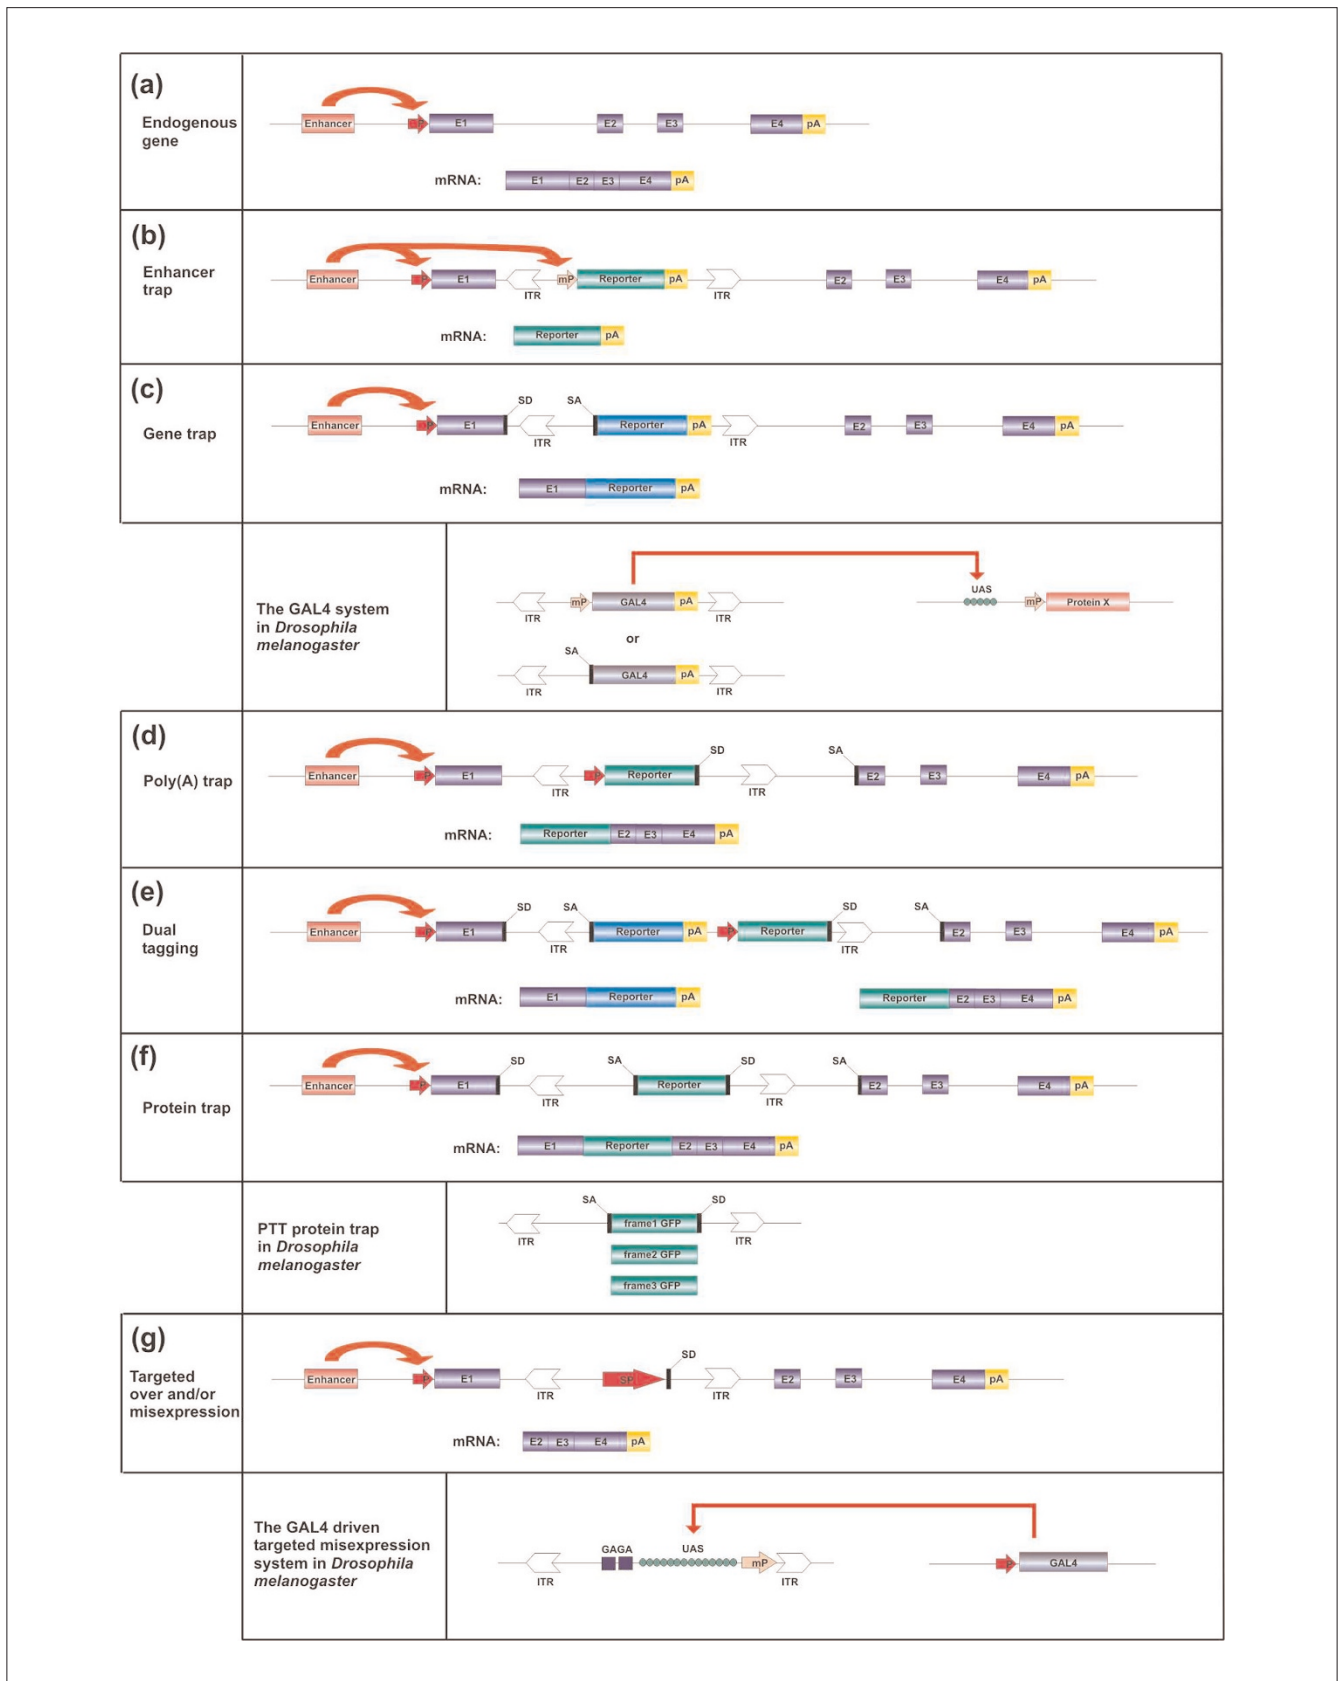 (a)
Endogenous
gene
Enhancer E1 E2 E3 E4 pA
mRNA: E1 E2 E3 E4 pA
(b)
Enhancer
trap
Enhancer E1 mP Reporter pA E2 E3 E4 pA
ITR ITR
mRNA: Reporter pA
(c)
Gene trap
SD SA
Enhancer E1 Reporter pA E2 E3 E4 pA
ITR ITR
mRNA: E1 Reporter pA
The GAL4 system
in Drosophila
melanogaster
UAS
mP GAL4 pA mP Protein X
ITR ITR
or
SA
GAL4 pA
ITR ITR
(d)
Poly(A) trap
SD SA
Enhancer E1 Reporter E2 E3 E4 pA
ITR ITR
mRNA: Reporter E2 E3 E4 pA
(e)
Dual
tagging
SD SA SD SA
Enhancer E1 Reporter pA Reporter E2 E3 E4 pA
ITR ITR
mRNA: E1 Reporter pA Reporter E2 E3 E4 pA
(f)
Protein trap
SD SA SD SA
Enhancer E1 Reporter E2 E3 E4 pA
ITR ITR
mRNA: E1 Reporter E2 E3 E4 pA
PTT protein trap
in Drosophila
melanogaster
SA SD
frame1 GFP
ITR ITR
frame2 GFP
frame3 GFP
(g)
Targeted
over and/or
misexpression
SD
Enhancer E1 SP E2 E3 E4 pA
ITR ITR
mRNA: E2 E3 E4 pA
The GAL4 driven
targeted misexpression
system in Drosophila
melanogaster
GAGA UAS
mP GAL4
ITR ITR